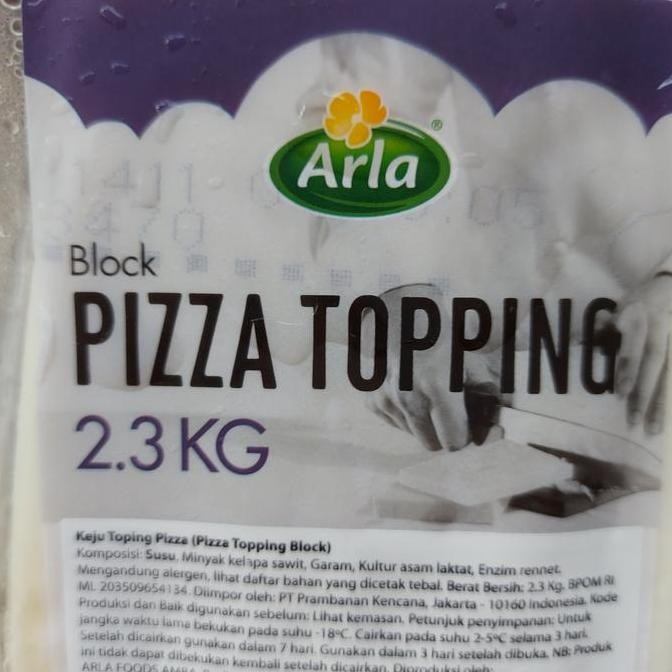 Arla®
Block
PIZZA TOPPING
2.3 KG
Keju Toping Pizza (Pizza Topping Block)
Komposisi: Susu, Minyak kelapa sawit, Garam, Kultur asam laktat, Enzim rennet.
Mengandung alergen, lihat daftar bahan yang dicetak tebal. Berat Bersih: 2.3 Kg. BPOM RI
ML 203509654134. Diimpor oleh: PT Prambanan Kencana, Jakarta - 10160 Indonesia. Kode
Produksi dan Baik digunakan sebelum: Lihat kemasan. Petunjuk penyimpanan: Untuk
jangka waktu lama bekukan pada suhu -18ºC. Cairkan pada suhu 2-5ºC selama 3 hari.
Setelah dicairkan gunakan dalam 7 hari. Gunakan dalam 3 hari setelah dibuka. NB: Produk
ini tidak dapat dibekukan kembali setelah dicairkan. Diproduksi oleh:
ARLA FOODS